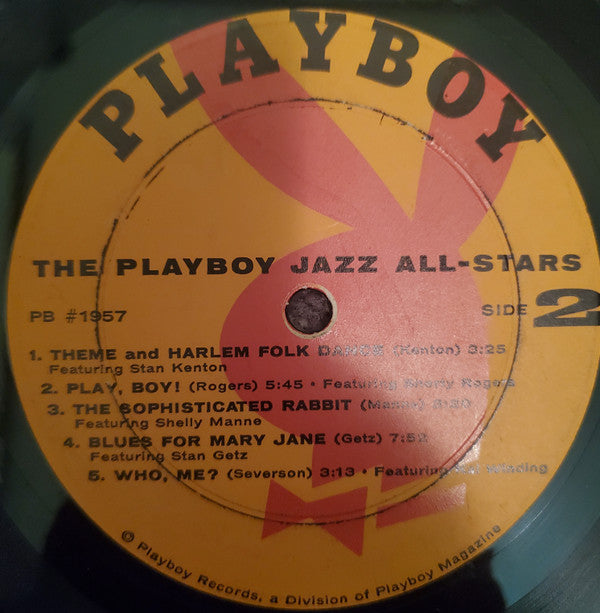 PLAYBOY
THE PLAYBOY JAZZ ALL-STARS
PB #1957
SIDE 2
1. THEME and HARLEM FOLK DANCE (Kenton) 3:25
Featuring Stan Kenton
2. PLAY, BOY! (Rogers) 5:45 • Featuring Shorty Rogers
3. THE SOPHISTICATED RABBIT (Manne)
Featuring Shelly Manne
4. BLUES FOR MARY JANE (Getz) 7:52
Featuring Stan Getz
5. WHO, ME? (Severson) 3:13 • Featuring Kai Winding
© Playboy Records, a Division of Playboy Magazine